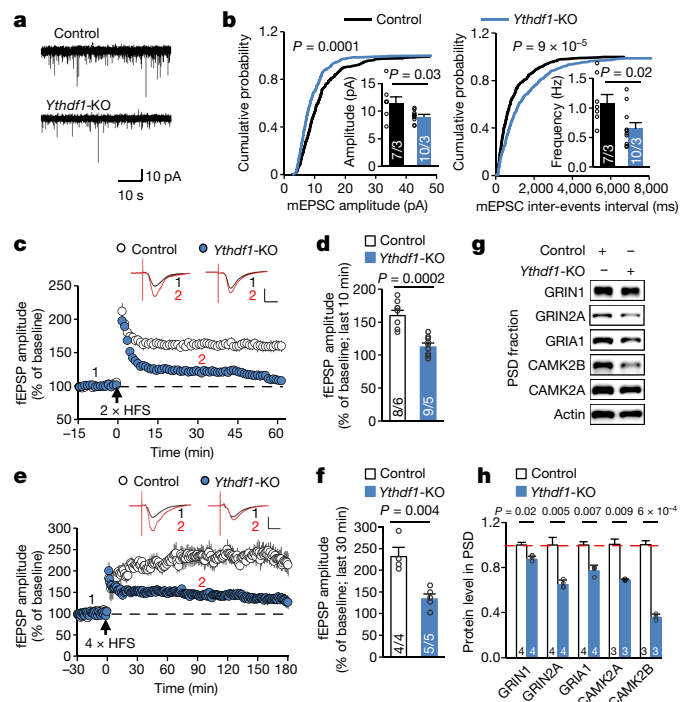 a
Control
Ythdf1-KO
10 pA
10 s
b
Control
Ythdf1-KO
Cumulative probability
1.2
0.8
0.4
0
P = 0.0001
0
10
20
30
40
50
mEPSC amplitude (pA)
P = 0.03
Amplitude (pA)
15
10
5
0
7/3
10/3
Cumulative probability
1.2
0.8
0.4
P = 9 × 10⁻⁵
0
2,000
4,000
6,000
8,000
mEPSC inter-events interval (ms)
P = 0.02
Frequency (Hz)
1.5
1.0
0.5
0
7/3
10/3
c
Control
Ythdf1-KO
fEPSP amplitude
(% of baseline)
250
200
150
100
50
1
2
1
2
2 × HFS
−15
0
15
30
45
60
Time (min)
d
Control
Ythdf1-KO
P = 0.0002
fEPSP amplitude
(% of baseline; last 10 min)
200
150
100
50
0
8/6
9/5
e
Control
Ythdf1-KO
fEPSP amplitude
(% of baseline)
300
250
200
150
100
50
0
1
2
1
2
4 × HFS
−30
0
30
60
90
120
150
180
Time (min)
f
Control
Ythdf1-KO
P = 0.004
fEPSP amplitude
(% of baseline; last 30 min)
300
200
100
0
4/4
5/5
g
Control + −
Ythdf1-KO − +
PSD fraction
GRIN1
GRIN2A
GRIA1
CAMK2B
CAMK2A
Actin
h
Control
Ythdf1-KO
P = 0.02 0.005 0.007 0.009 6 × 10⁻⁴
Protein level in PSD
1.2
0.8
0.4
0
4 4 4 4 4 4 3 3 3 3
GRIN1
GRIN2A
GRIA1
CAMK2A
CAMK2B